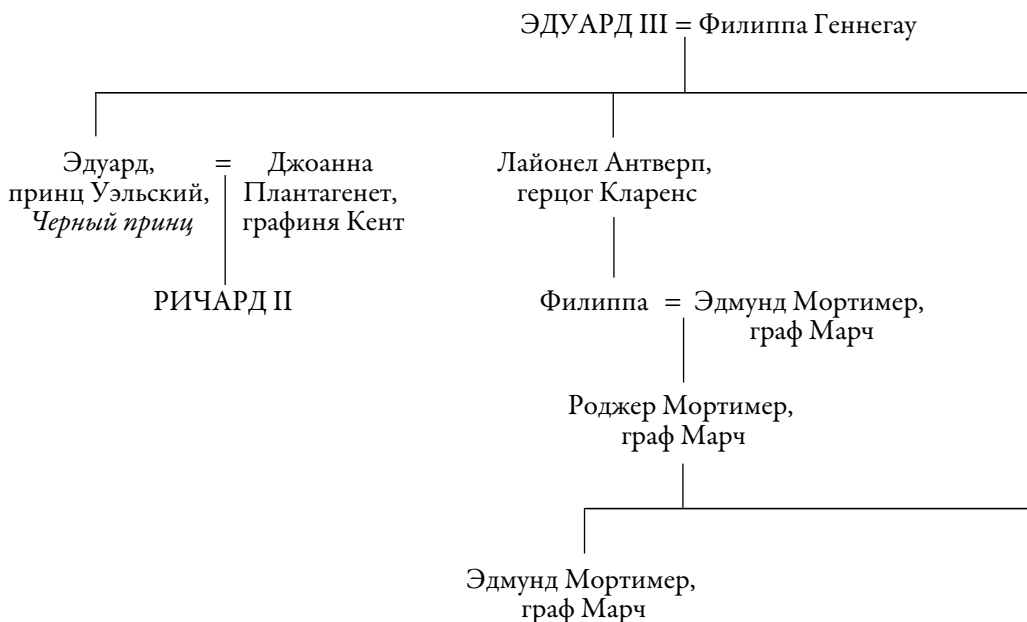 ЭДУАРД III = Филиппа Геннегау
Эдуард,
принц Уэльский,
Черный принц
=
Джоанна
Плантагенет,
графиня Кент
Лайонел Антверп,
герцог Кларенс
РИЧАРД II
Филиппа = Эдмунд Мортимер,
граф Марч
Роджер Мортимер,
граф Марч
Эдмунд Мортимер,
граф Марч